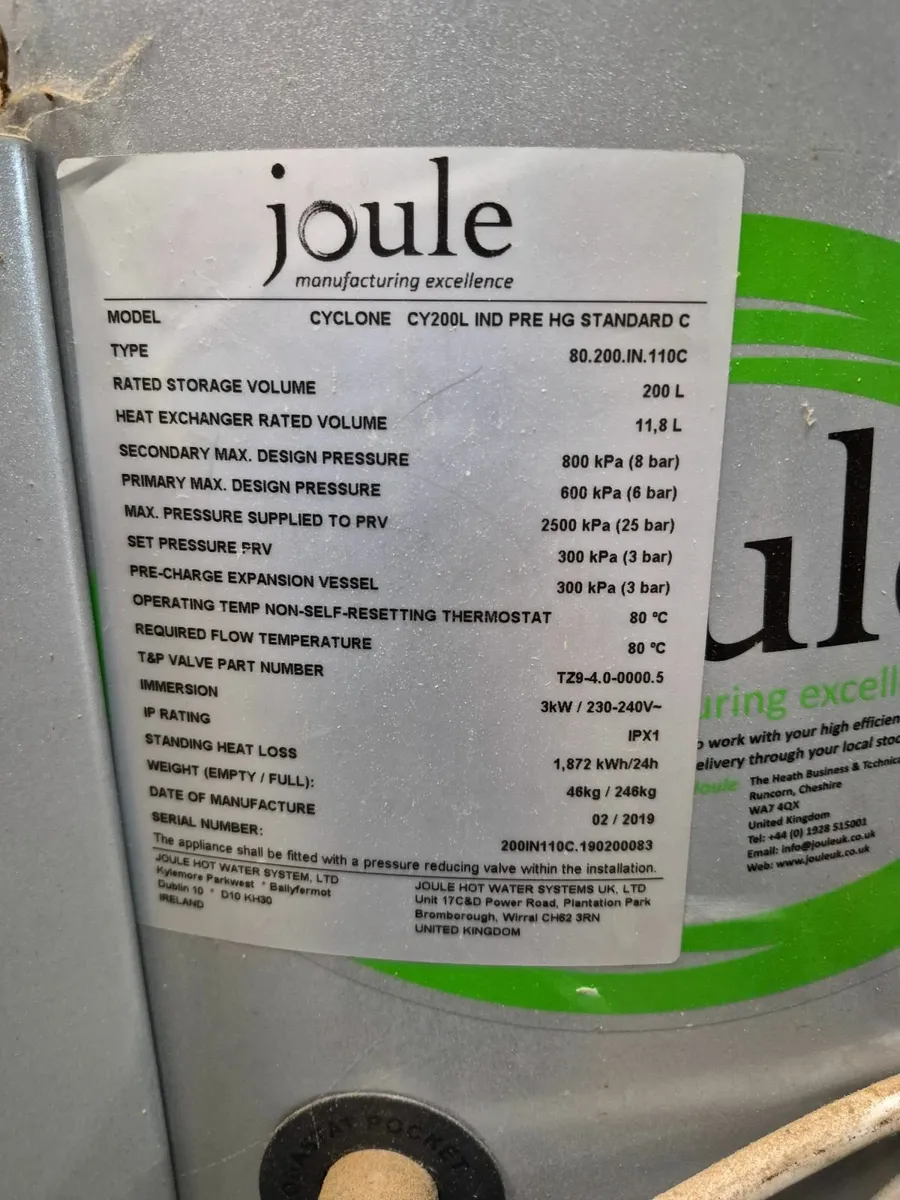 joule
manufacturing excellence
MODEL CYCLONE CY200L IND PRE HG STANDARD C
TYPE 80.200.IN.110C
RATED STORAGE VOLUME 200 L
HEAT EXCHANGER RATED VOLUME 11,8 L
SECONDARY MAX. DESIGN PRESSURE 800 kPa (8 bar)
PRIMARY MAX. DESIGN PRESSURE 600 kPa (6 bar)
MAX. PRESSURE SUPPLIED TO PRV 2500 kPa (25 bar)
SET PRESSURE PRV 300 kPa (3 bar)
PRE-CHARGE EXPANSION VESSEL 300 kPa (3 bar)
OPERATING TEMP NON-SELF-RESETTING THERMOSTAT 80 ºC
REQUIRED FLOW TEMPERATURE 80 ºC
T&P VALVE PART NUMBER TZ9-4.0-0000.5
IMMERSION 3kW / 230-240V~
IP RATING IPX1
STANDING HEAT LOSS 1,872 kWh/24h
WEIGHT (EMPTY / FULL): 46kg / 246kg
DATE OF MANUFACTURE 02 / 2019
SERIAL NUMBER: 200IN110C.190200083
The appliance shall be fitted with a pressure reducing valve within the installation.
JOULE HOT WATER SYSTEM, LTD
Kylemore Parkwest * Ballyfermot
Dublin 10 * D10 KH30
IRELAND
JOULE HOT WATER SYSTEMS UK, LTD
Unit 17C&D Power Road, Plantation Park
Bromborough, Wirral CH62 3RN
UNITED KINGDOM
ule
uring excell
o work with your high efficien
elivery through your local stoc
Joule
The Heath Business & Technica
Runcorn, Cheshire
WA7 4QX
United Kingdom
Tel: +44 (0) 1928 515001
Email: info@jouleuk.co.uk
Web: www.jouleuk.co.uk
POCKET